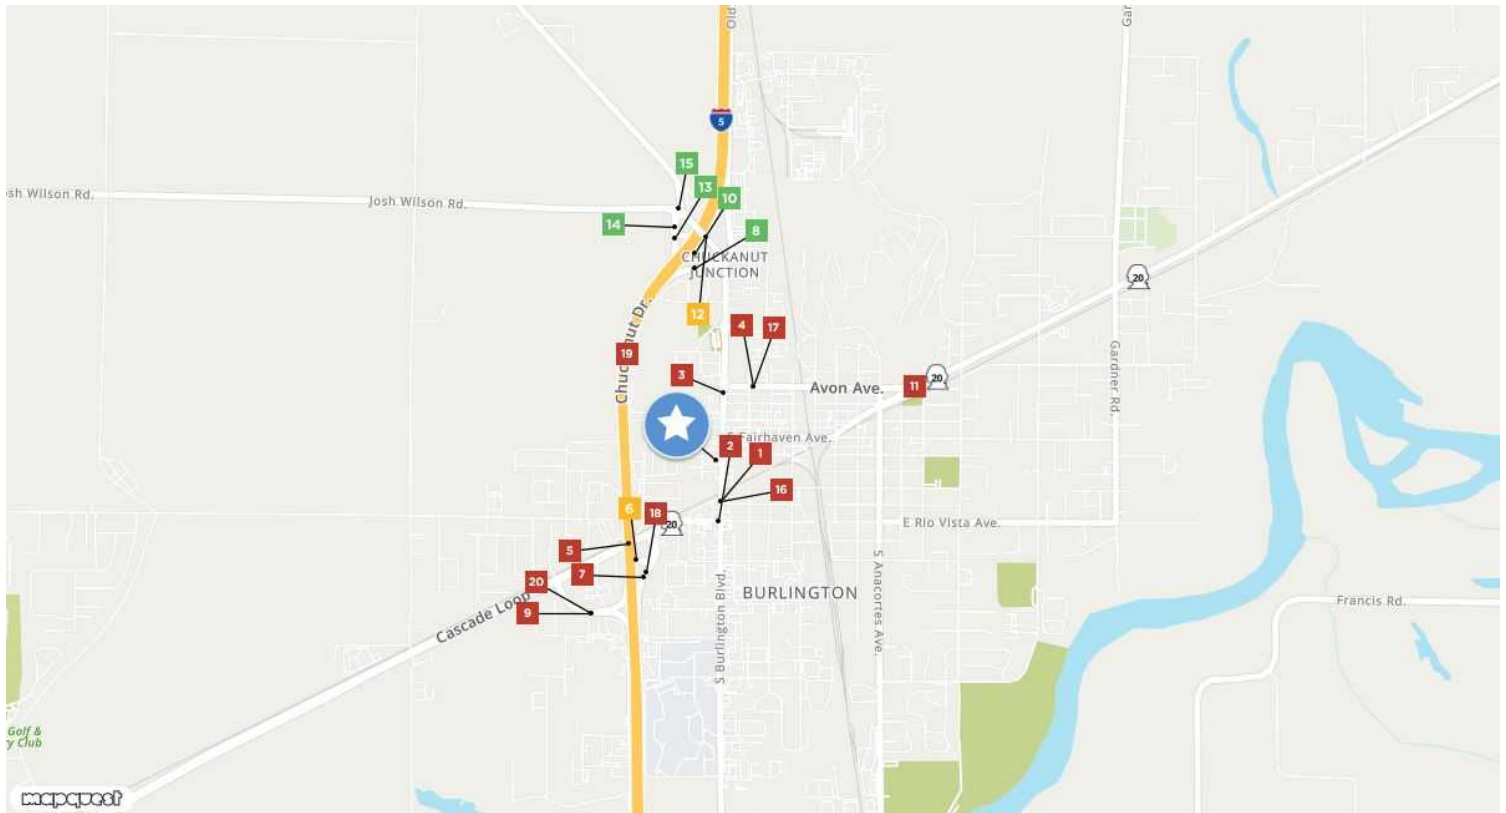 Old
Gar
5
15
13
10
osh Wilson Rd.
Josh Wilson Rd.
14
8
CHUCKANUT
JUNCTION
20
12
4
17
19
Gardner Rd.
3
20
11
Avon Ave.
S Fairhaven Ave.
2
1
16
6
18
20
E Rio Vista Ave.
5
7
20
9
Cascade Loop
S Burlington Blvd.
BURLINGTON
S Anacortes Ave.
Francis Rd.
Golf &
y Club
mapquest